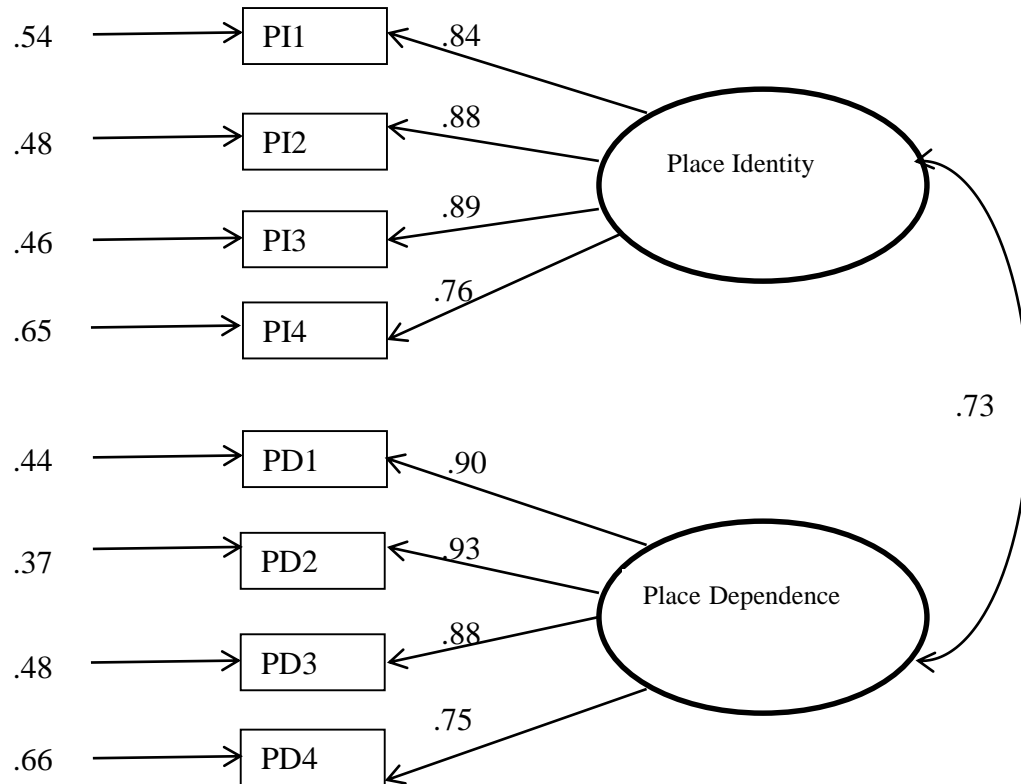 .54 PI1 .84
.48 PI2 .88
Place Identity
.46 PI3 .89
.65 PI4 .76
.73
.44 PD1 .90
.37 PD2 .93
Place Dependence
.48 PD3 .88
.66 PD4 .75